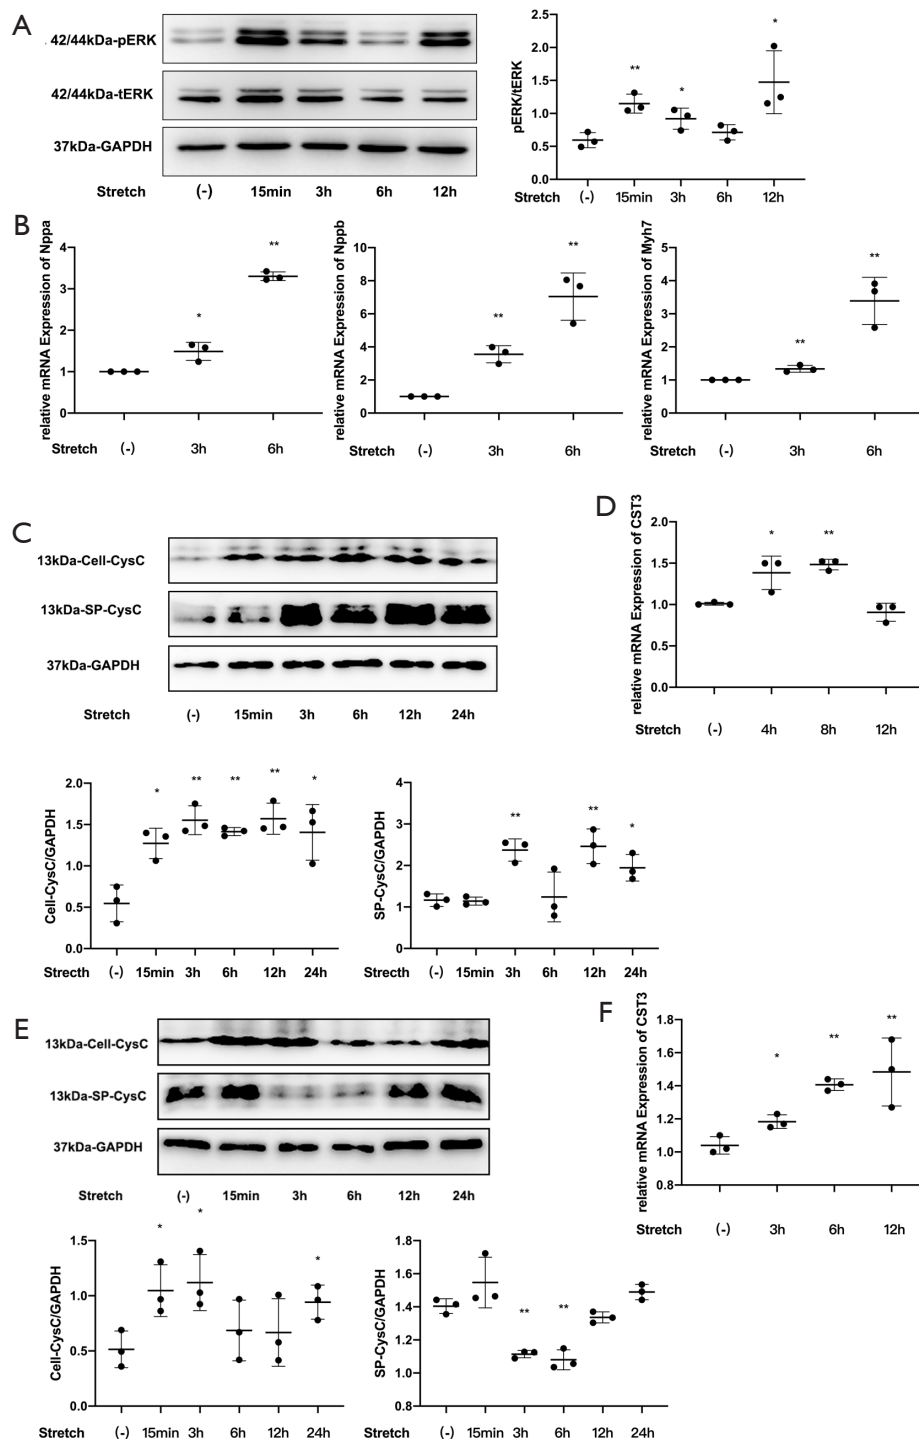 A
42/44kDa-pERK
42/44kDa-tERK
37kDa-GAPDH
Stretch (-) 15min 3h 6h 12h
pERK/tERK
2.5
2.0
1.5
1.0
0.5
0.0
** * *
Stretch (-) 15min 3h 6h 12h
B
relative mRNA Expression of Nppa
4
3
2
1
0
* **
Stretch (-) 3h 6h
relative mRNA Expression of Nppb
10
8
6
4
2
0
** **
Stretch (-) 3h 6h
relative mRNA Expression of Myh7
5
4
3
2
1
0
** **
Stretch (-) 3h 6h
C
13kDa-Cell-CysC
13kDa-SP-CysC
37kDa-GAPDH
Stretch (-) 15min 3h 6h 12h 24h
D
relative mRNA Expression of CST3
2.0
1.5
1.0
0.5
0.0
* **
Stretch (-) 4h 8h 12h
Cell-CysC/GAPDH
2.0
1.5
1.0
0.5
0.0
* ** ** ** *
Strecth (-) 15min 3h 6h 12h 24h
SP-CysC/GAPDH
4
3
2
1
0
** ** *
Strecth (-) 15min 3h 6h 12h 24h
E
13kDa-Cell-CysC
13kDa-SP-CysC
37kDa-GAPDH
Stretch (-) 15min 3h 6h 12h 24h
F
relative mRNA Expression of CST3
1.8
1.6
1.4
1.2
1.0
0.8
* ** **
Stretch (-) 3h 6h 12h
Cell-CysC/GAPDH
1.5
1.0
0.5
0.0
* * *
Stretch (-) 15min 3h 6h 12h 24h
SP-CysC/GAPDH
1.8
1.6
1.4
1.2
1.0
0.8
** **
Stretch (-) 15min 3h 6h 12h 24h